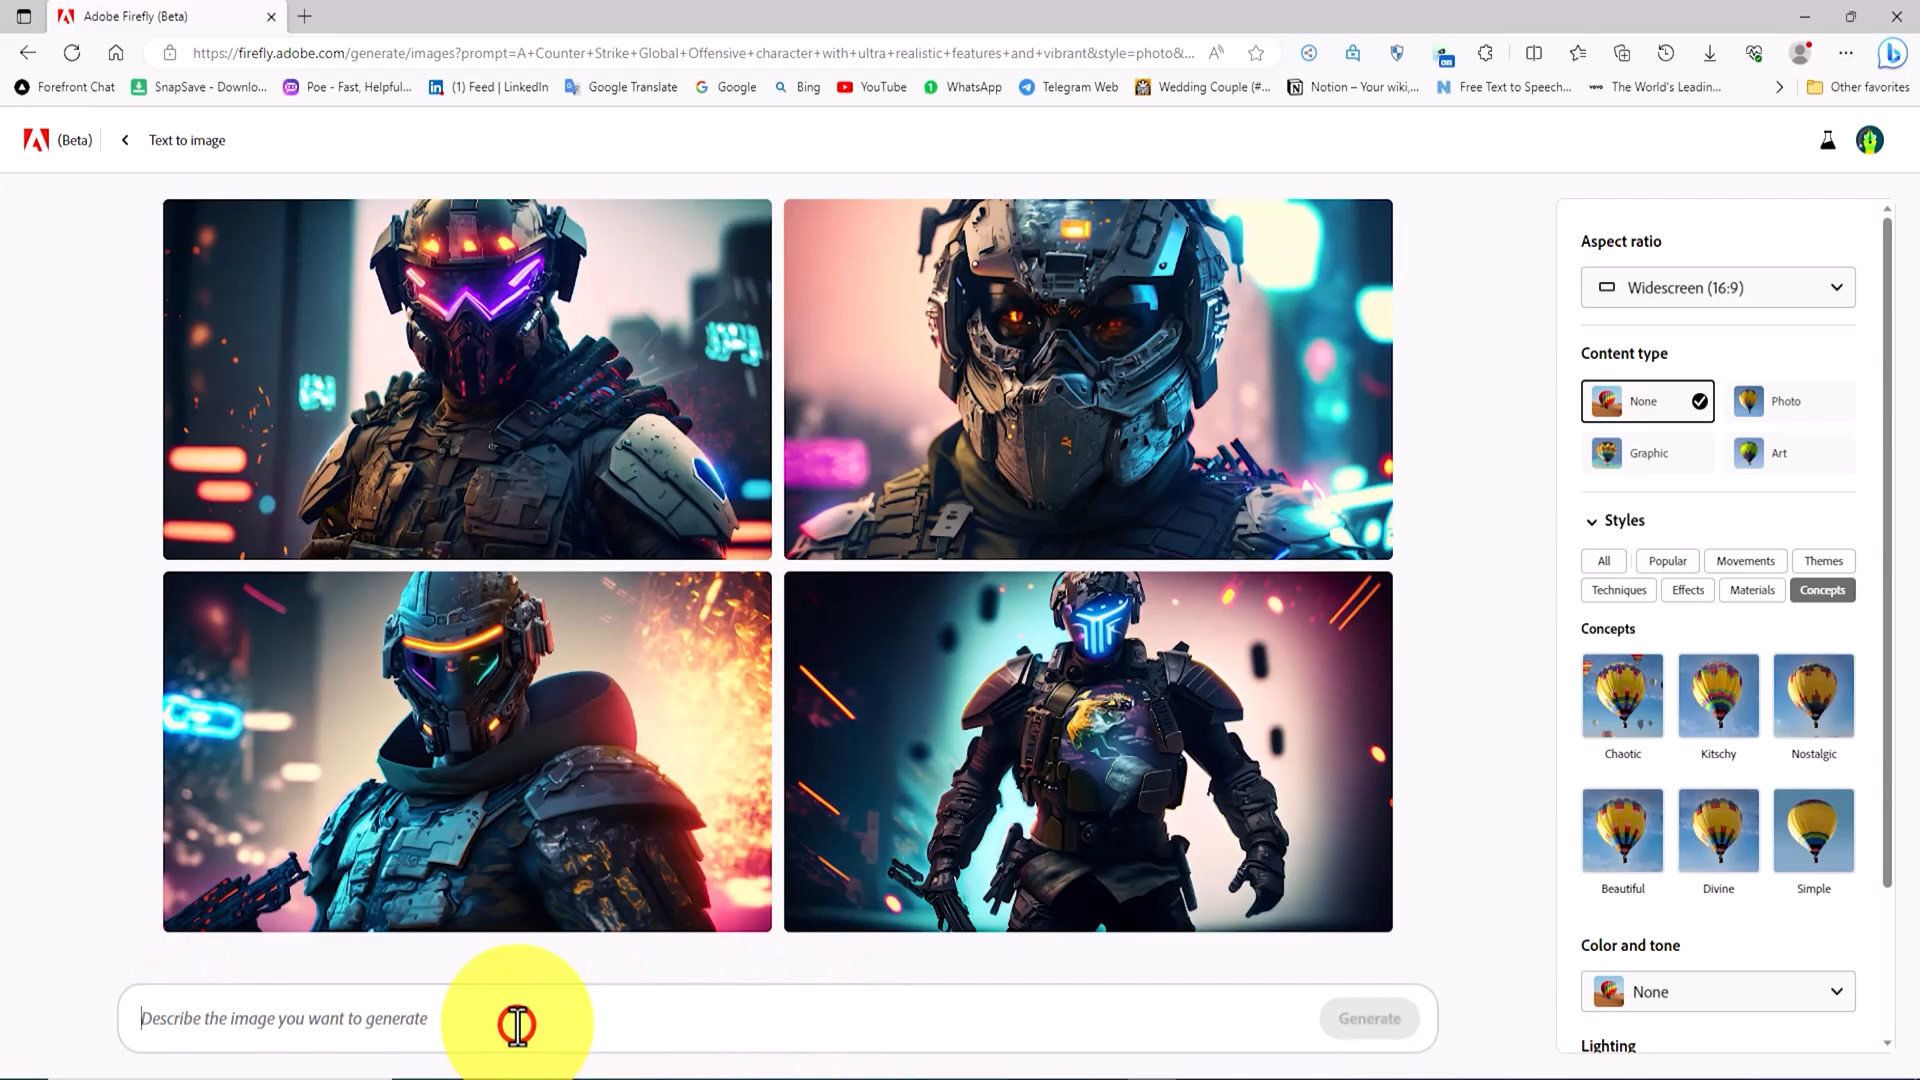 Adobe Firefly (Beta)
https://firefly.adobe.com/generate/images?prompt=A+Counter+Strike+Global+Offensive+character+with+ultra+realistic+features+and+vibrant&style=photo&...
on
Forefront Chat
SnapSave - Downlo...
Poe - Fast, Helpful...
(1) Feed | LinkedIn
Google Translate
Google
Bing
YouTube
WhatsApp
Telegram Web
Wedding Couple (#...
Notion – Your wiki,...
Free Text to Speech...
The World's Leadin...
Other favorites
(Beta)
Text to image
Aspect ratio
Widescreen (16:9)
Content type
None
Photo
Graphic
Art
Styles
All
Popular
Movements
Themes
Techniques
Effects
Materials
Concepts
Concepts
Chaotic
Kitschy
Nostalgic
Beautiful
Divine
Simple
Color and tone
None
Lighting
Describe the image you want to generate
Generate